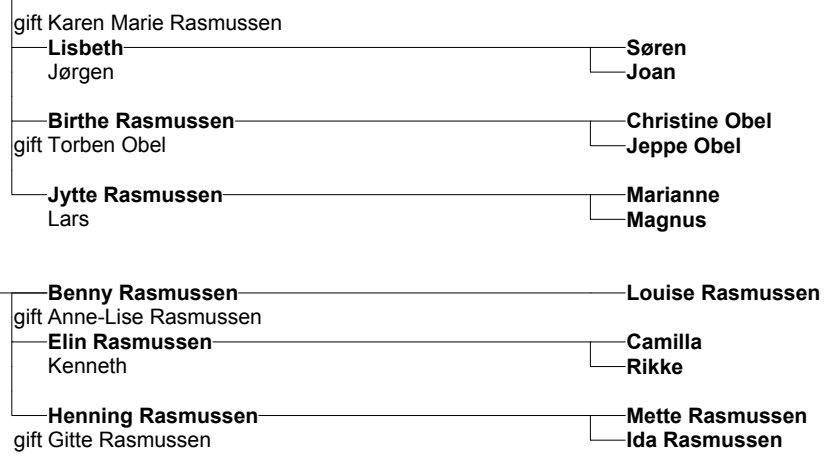 gift Karen Marie Rasmussen
Lisbeth Søren
Jørgen Joan
Birthe Rasmussen Christine Obel
gift Torben Obel Jeppe Obel
Jytte Rasmussen Marianne
Lars Magnus
Benny Rasmussen Louise Rasmussen
gift Anne-Lise Rasmussen
Elin Rasmussen Camilla
Kenneth Rikke
Henning Rasmussen Mette Rasmussen
gift Gitte Rasmussen Ida Rasmussen